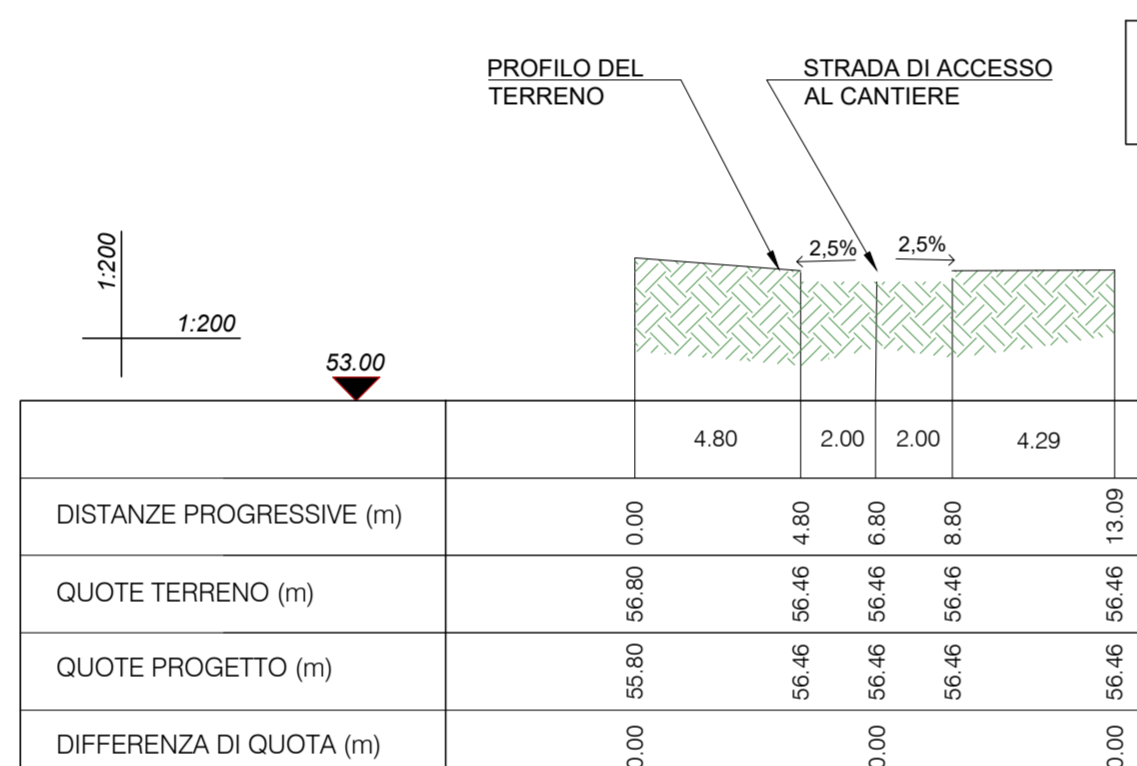 PROFILO DEL
TERRENO
STRADA DI ACCESSO
AL CANTIERE
1:200
1:200
2,5%
2,5%
53.00
4.80 2.00 2.00 4.29
DISTANZE PROGRESSIVE (m) 0.00 4.80 6.80 8.80 13.09
QUOTE TERRENO (m) 56.80 56.46 56.46 56.46 56.46
QUOTE PROGETTO (m) 55.80 56.46 56.46 56.46 56.46
DIFFERENZA DI QUOTA (m) 0.00 0.00 0.00